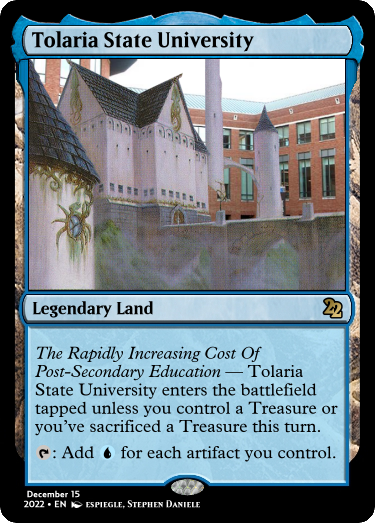 Tolaria State University
Legendary Land
22
The Rapidly Increasing Cost Of
Post-Secondary Education — Tolaria
State University enters the battlefield
tapped unless you control a Treasure or
you've sacrificed a Treasure this turn.
: Add for each artifact you control.
December 15
2022 • EN ESPIEGLE, STEPHEN DANIELE